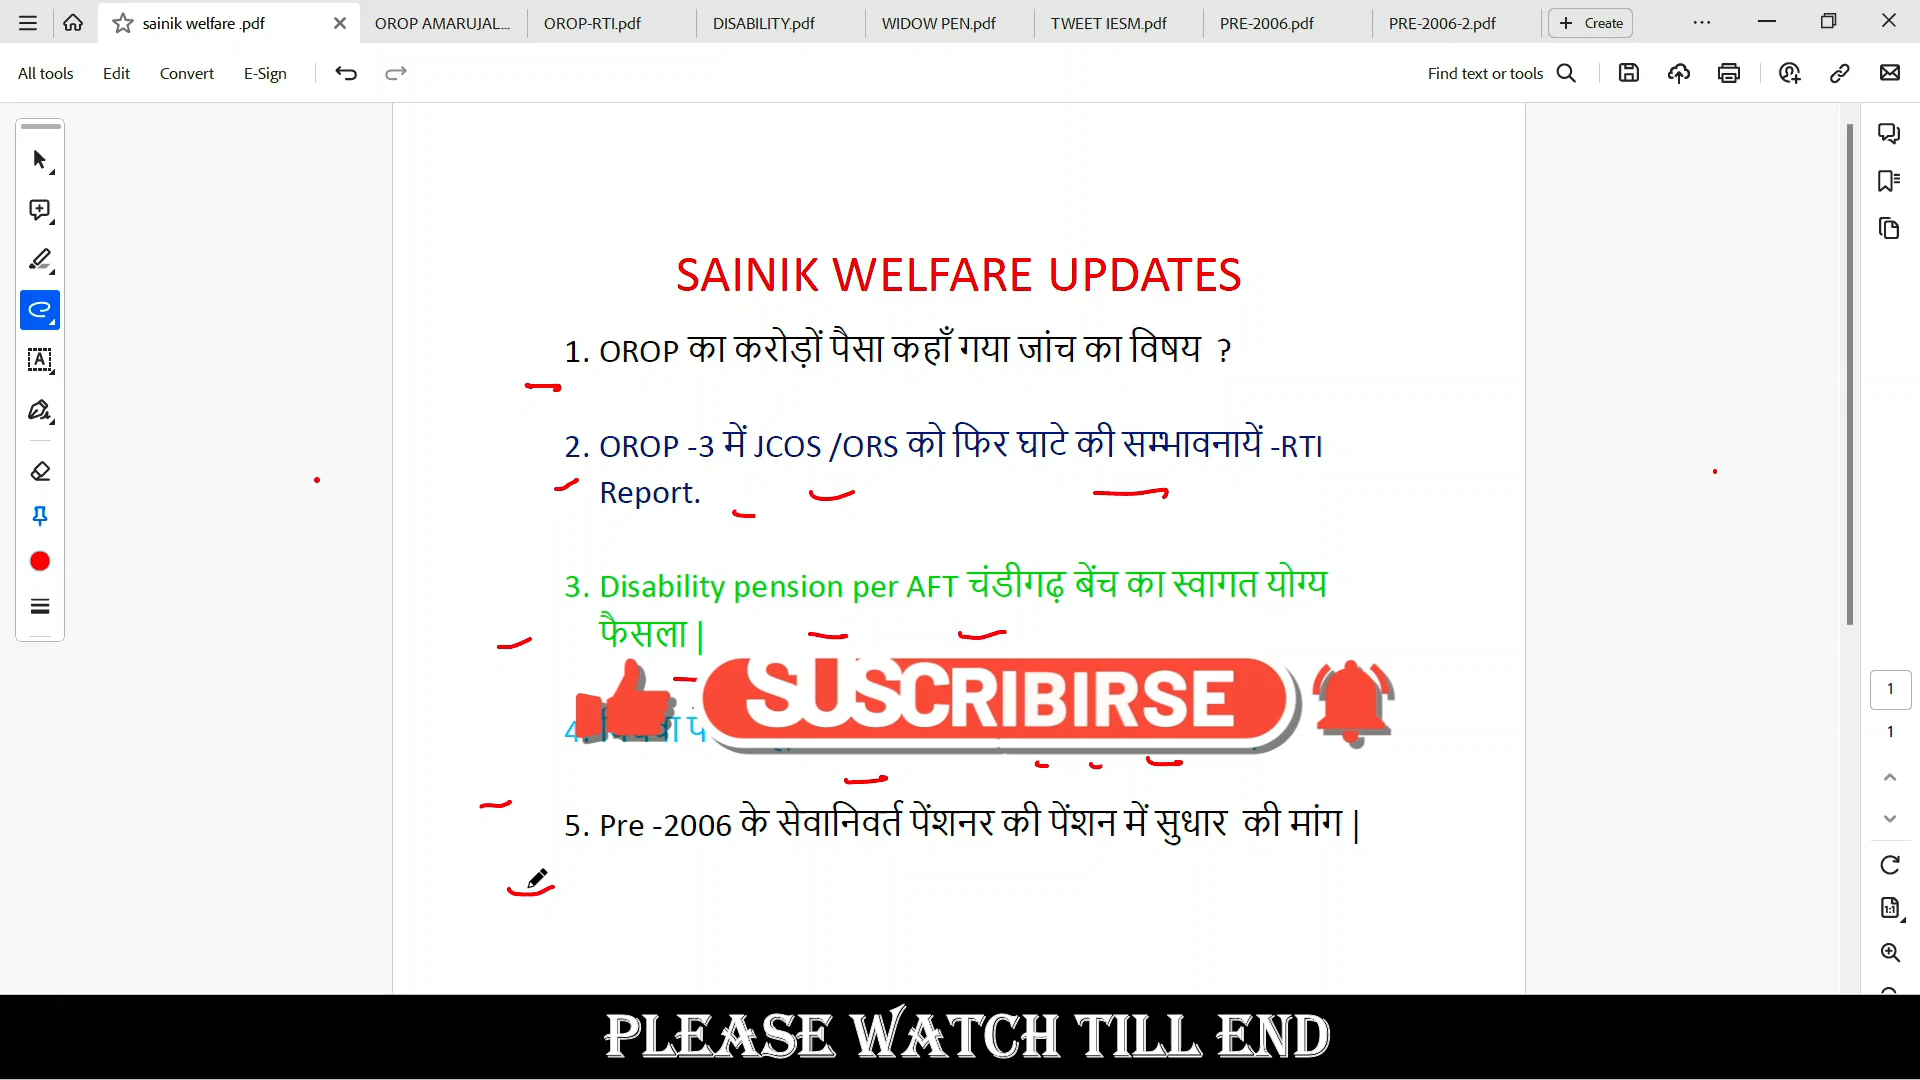 sainik welfare .pdf
OROP AMARUJAL...
OROP-RTI.pdf
DISABILITY.pdf
WIDOW PEN.pdf
TWEET IESM.pdf
PRE-2006.pdf
PRE-2006-2.pdf
+ Create
All tools
Edit
Convert
E-Sign
Find text or tools
SAINIK WELFARE UPDATES
1. OROP का करोड़ों पैसा कहाँ गया जांच का विषय ?
2. OROP -3 में JCOS /ORS को फिर घाटे की सम्भावनायें -RTI
Report.
3. Disability pension per AFT चंडीगढ़ बेंच का स्वागत योग्य
फैसला |
SUSCRIBIRSE
4.
5. Pre -2006 के सेवानिवर्त पेंशनर की पेंशन में सुधार की मांग |
1
1
PLEASE WATCH TILL END